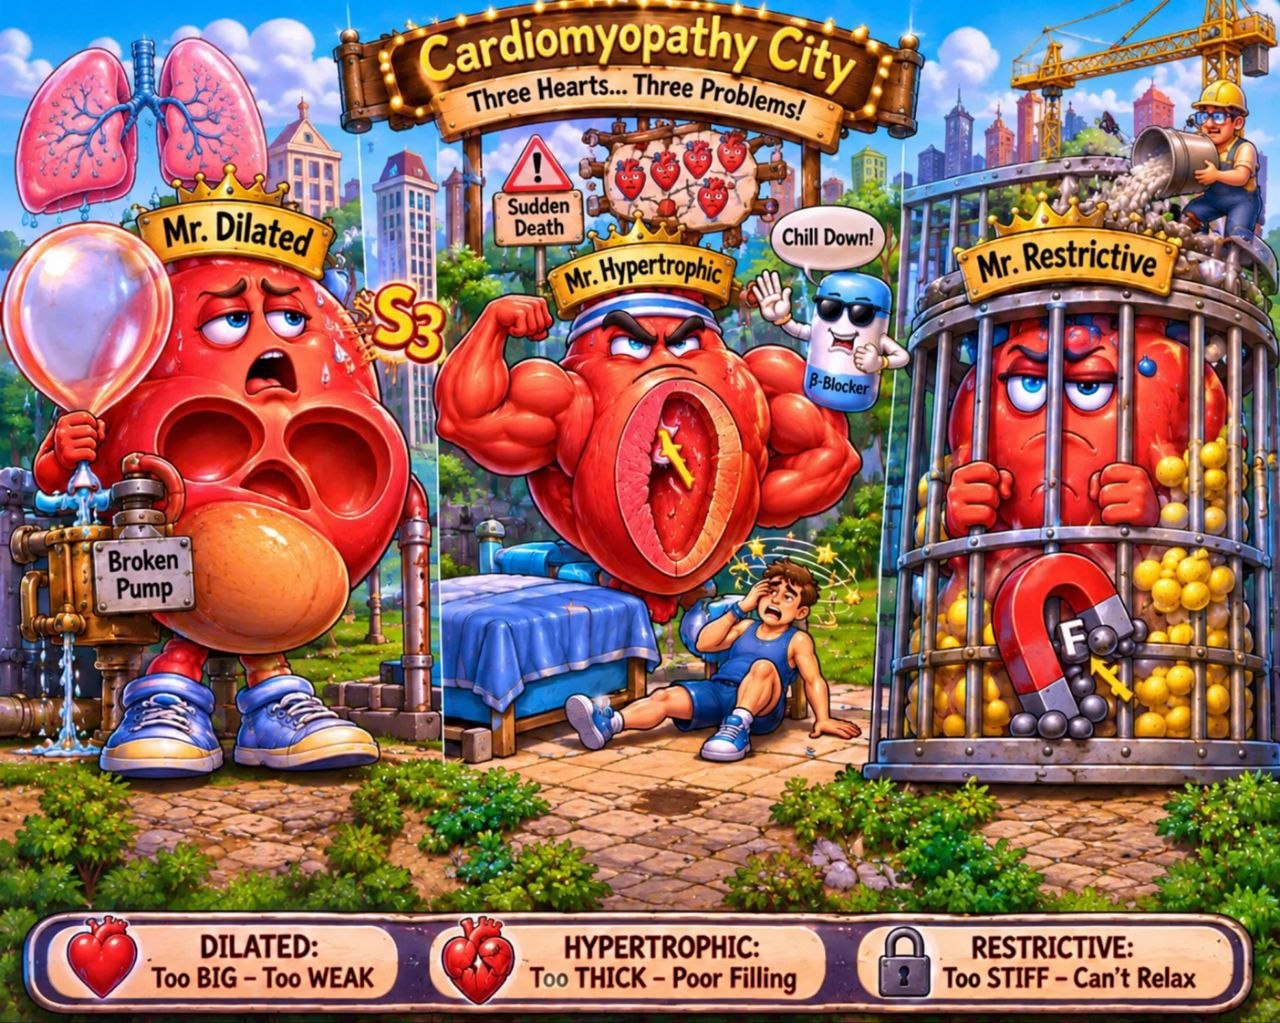 Cardiomyopathy City
Three Hearts... Three Problems!
Mr. Dilated
S3
Broken
Pump
Sudden
Death
Mr. Hypertrophic
Chill Down!
β-Blocker
Mr. Restrictive
F
DILATED:
Too BIG – Too WEAK
HYPERTROPHIC:
Too THICK – Poor Filling
RESTRICTIVE:
Too STIFF – Can't Relax